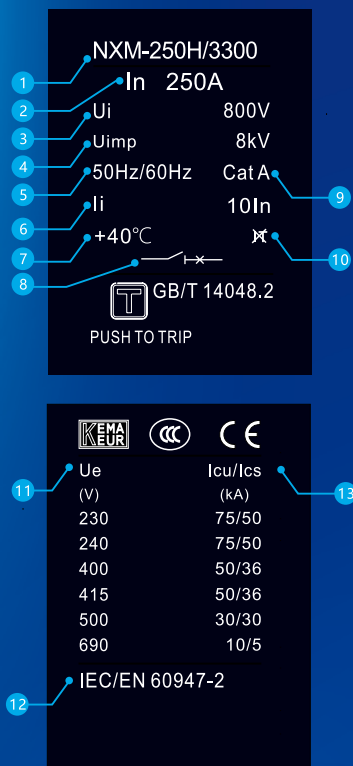 NXM-250H/3300
1
In 250A
2
Ui 800V
3
Uimp 8kV
4
50Hz/60Hz Cat A
5 9
Ii 10In
6
+40℃
7 10
8
T GB/T 14048.2
PUSH TO TRIP
KEMA EUR CCC CE
Ue Icu/Ics
11 13
(V) (kA)
230 75/50
240 75/50
400 50/36
415 50/36
500 30/30
690 10/5
IEC/EN 60947-2
12